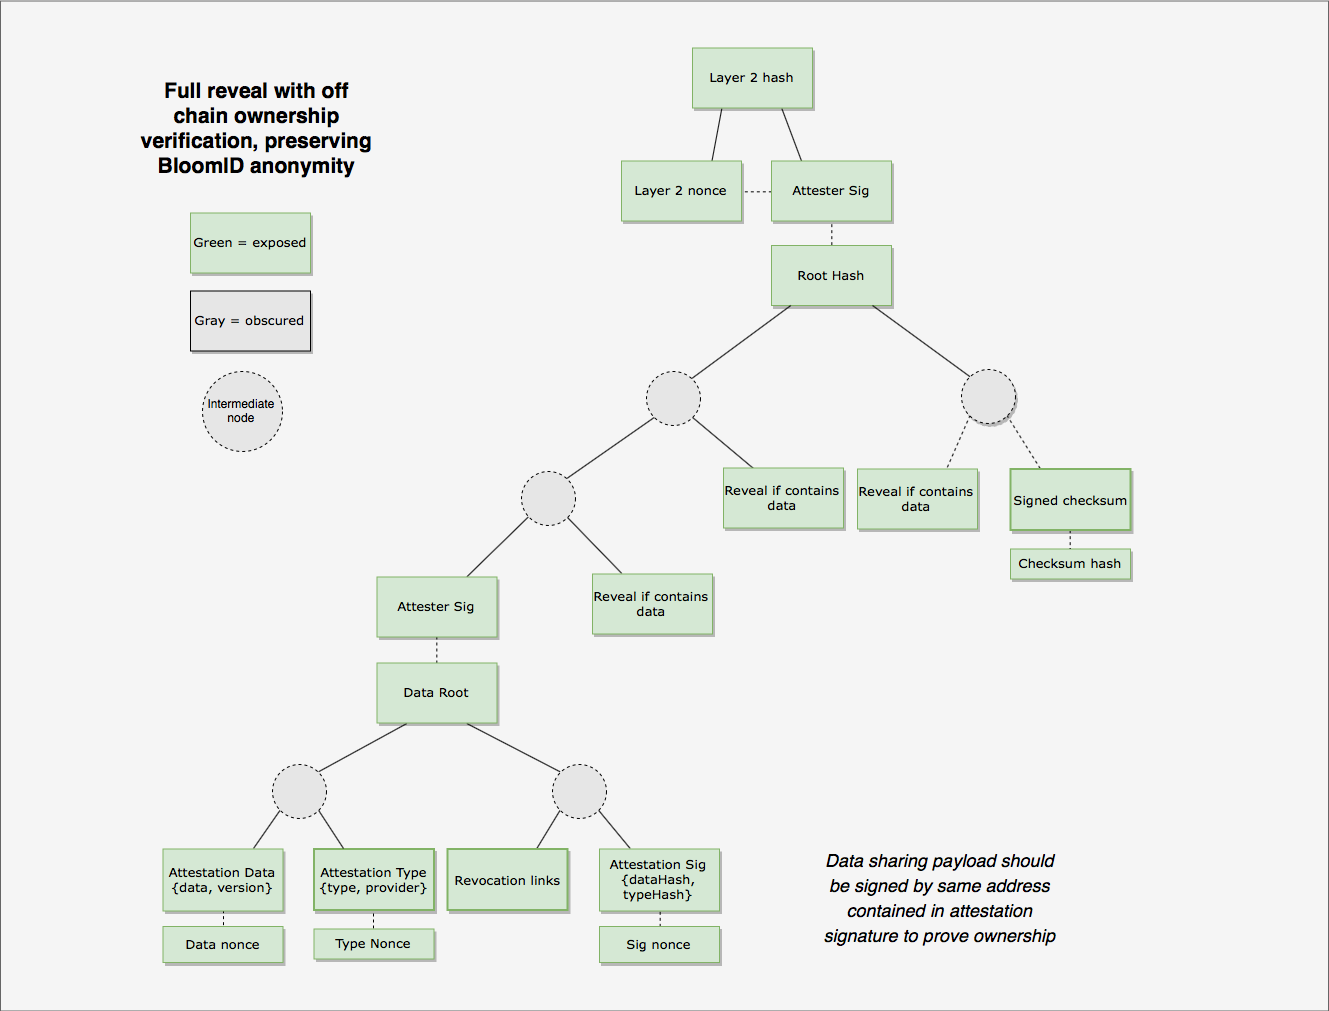 Full reveal with off
chain ownership
verification, preserving
BloomID anonymity
Green = exposed
Gray = obscured
Intermediate
node
Layer 2 hash
Layer 2 nonce
Attester Sig
Root Hash
Reveal if contains
data
Reveal if contains
data
Signed checksum
Checksum hash
Attester Sig
Reveal if contains
data
Data Root
Attestation Data
{data, version}
Attestation Type
{type, provider}
Revocation links
Attestation Sig
{dataHash,
typeHash}
Data nonce
Type Nonce
Sig nonce
Data sharing payload should
be signed by same address
contained in attestation
signature to prove ownership